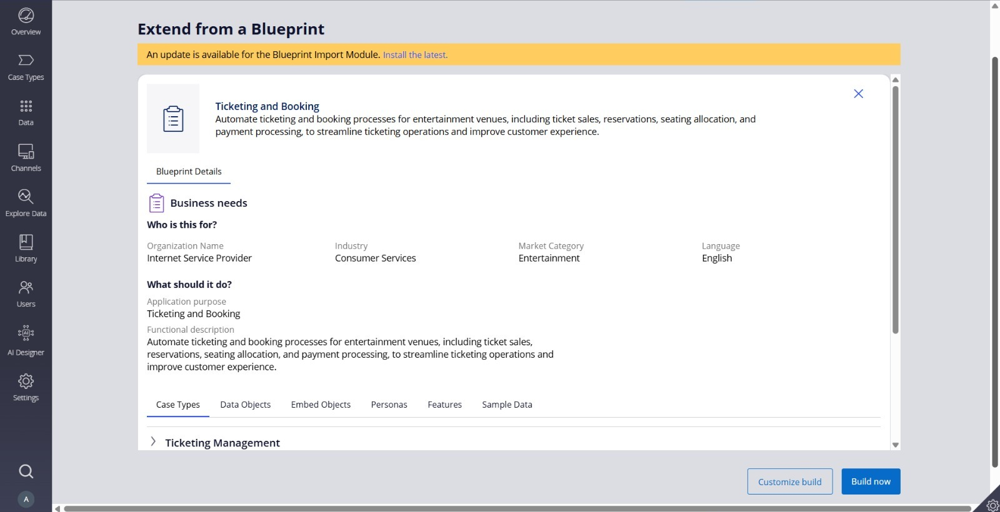 Overview
Case Types
Data
Channels
Explore Data
Library
Users
AI Designer
Settings
A
Extend from a Blueprint
An update is available for the Blueprint Import Module. Install the latest.
Ticketing and Booking
Automate ticketing and booking processes for entertainment venues, including ticket sales, reservations, seating allocation, and
payment processing, to streamline ticketing operations and improve customer experience.
Blueprint Details
Business needs
Who is this for?
Organization Name Industry Market Category Language
Internet Service Provider Consumer Services Entertainment English
What should it do?
Application purpose
Ticketing and Booking
Functional description
Automate ticketing and booking processes for entertainment venues, including ticket sales,
reservations, seating allocation, and payment processing, to streamline ticketing operations and
improve customer experience.
Case Types Data Objects Embed Objects Personas Features Sample Data
Ticketing Management
Customize build Build now